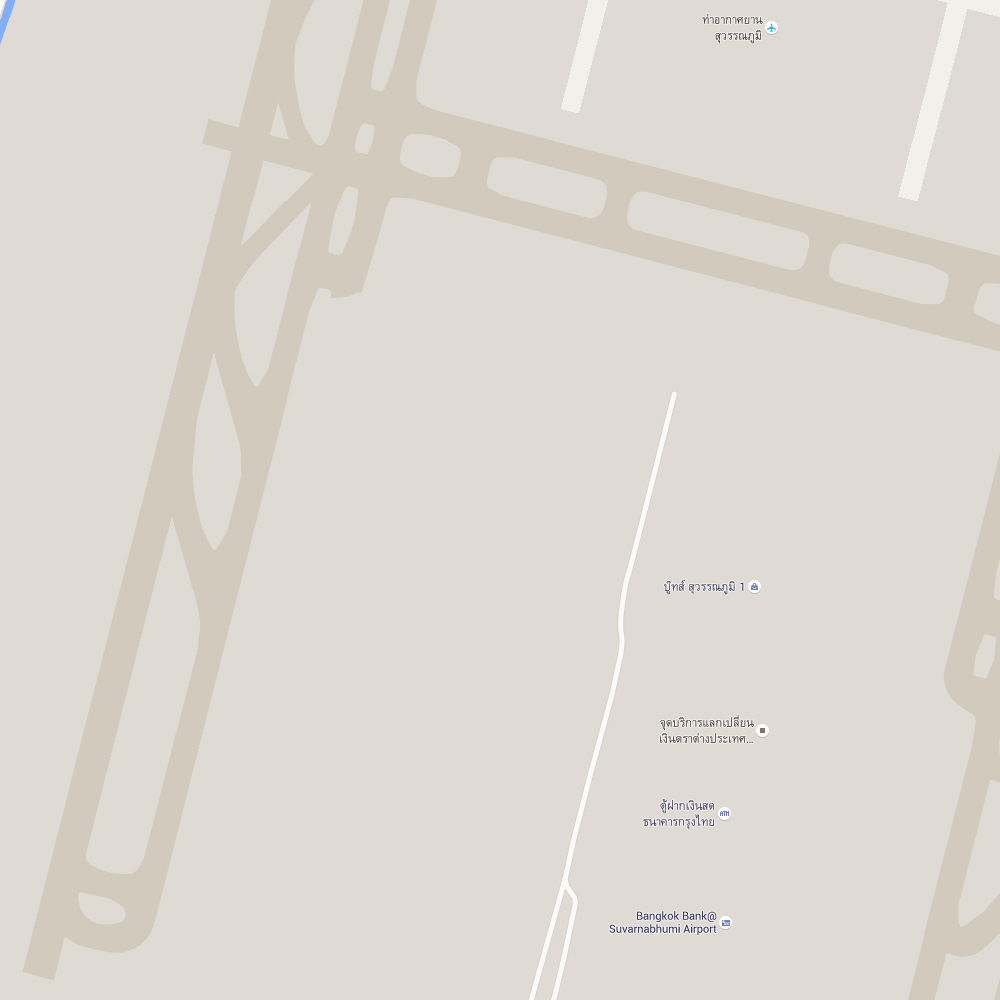 ท่าอากาศยาน
สุวรรณภูมิ
บู๊ทส์ สุวรรณภูมิ 1
จุดบริการแลกเปลี่ยน
เงินตราต่างประเทศ...
ตู้ฝากเงินสด
ธนาคารกรุงไทย
ATM
Bangkok Bank@
Suvarnabhumi Airport